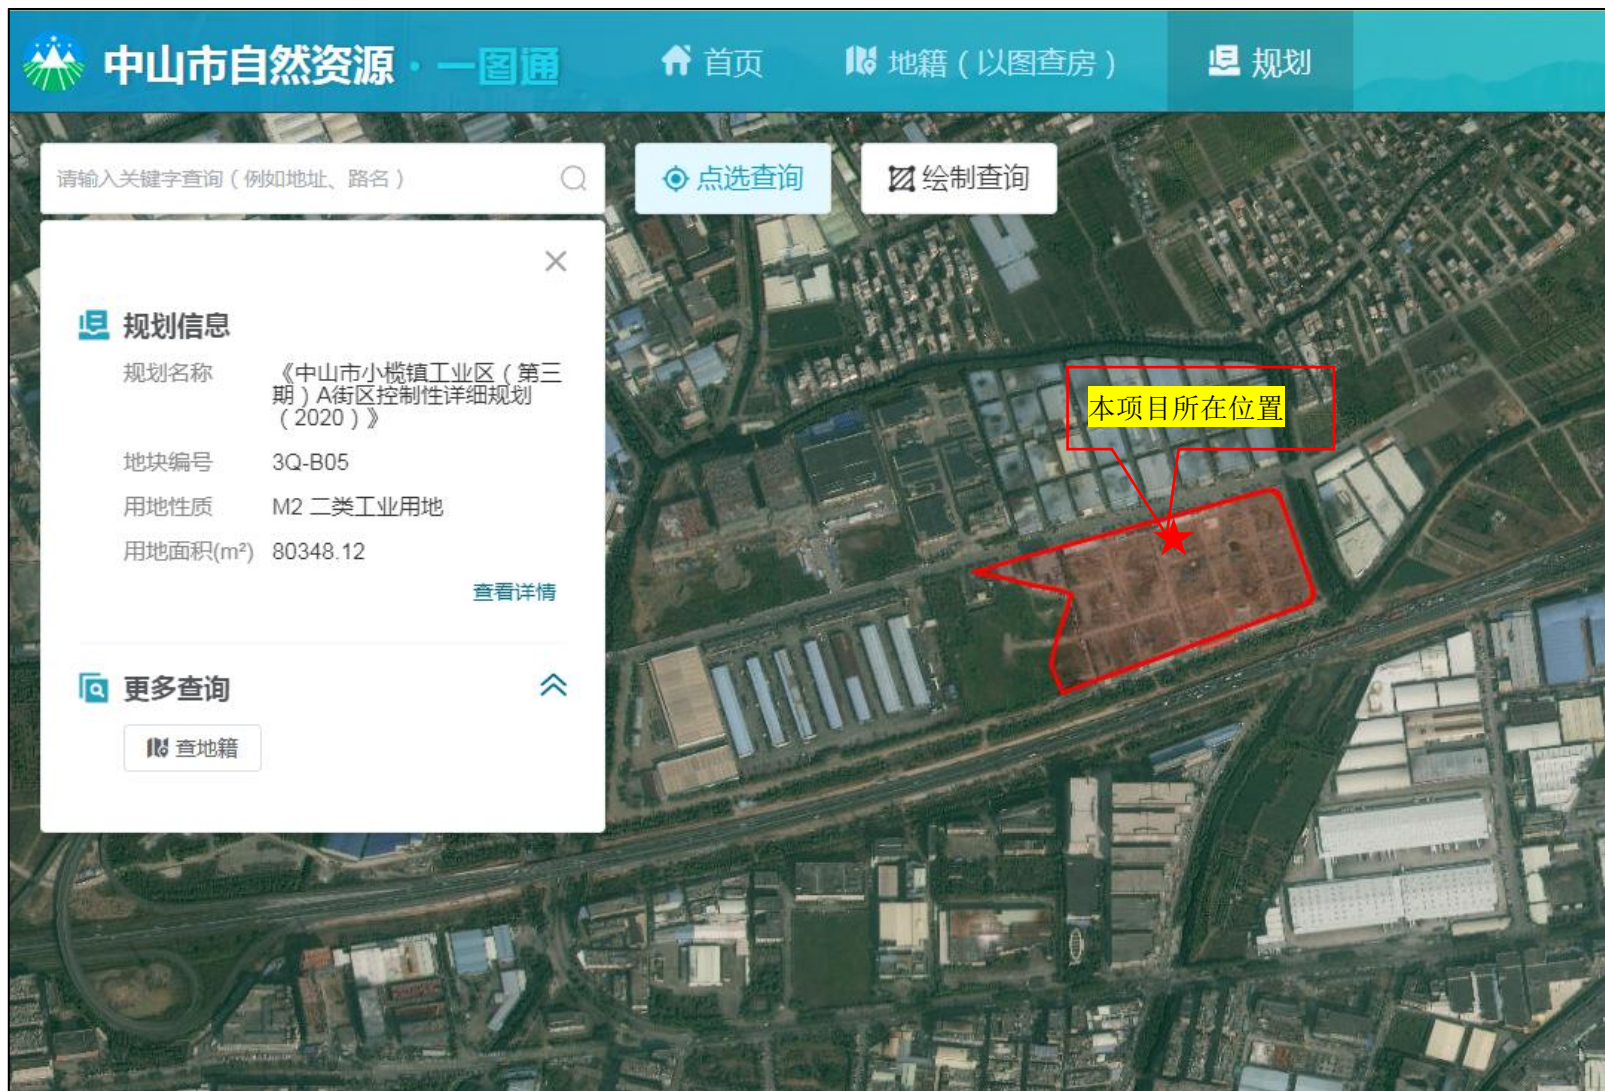 中山市自然资源·一图通
首页
地籍（以图查房）
规划
请输入关键字查询（例如地址、路名）
点选查询
绘制查询
规划信息
规划名称
《中山市小榄镇工业区（第三
期）A街区控制性详细规划
（2020）》
地块编号 3Q-B05
用地性质 M2 二类工业用地
用地面积(m²) 80348.12
查看详情
更多查询
查地籍
本项目所在位置